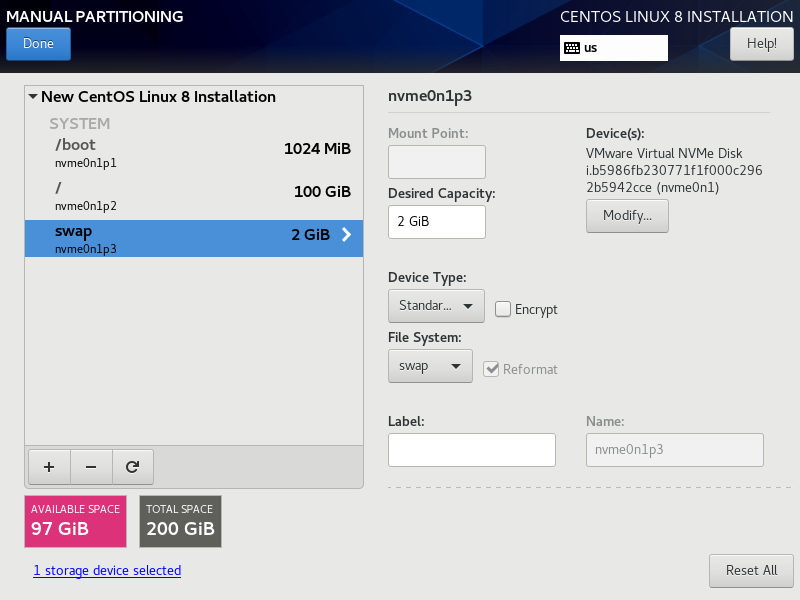 MANUAL PARTITIONING
CENTOS LINUX 8 INSTALLATION
Done
us
Help!
New CentOS Linux 8 Installation
SYSTEM
/boot
1024 MiB
nvme0n1p1
/
100 GiB
nvme0n1p2
swap
2 GiB
nvme0n1p3
+
−
AVAILABLE SPACE
97 GiB
TOTAL SPACE
200 GiB
1 storage device selected
nvme0n1p3
Mount Point:
Device(s):
VMware Virtual NVMe Disk
i.b5986fb230771f1f000c296
2b5942cce (nvme0n1)
Desired Capacity:
2 GiB
Modify...
Device Type:
Standar...
Encrypt
File System:
swap
Reformat
Label:
Name:
nvme0n1p3
Reset All